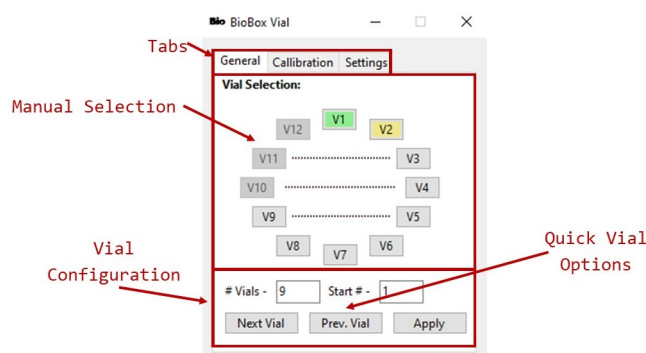 Bio BioBox Vial
Tabs
General Callibration Settings
Vial Selection:
Manual Selection
V1
V12 V2
V11 V3
V10 V4
V9 V5
V8 V6
V7
Vial
Configuration
Quick Vial
Options
# Vials - 9 Start # - 1
Next Vial Prev. Vial Apply